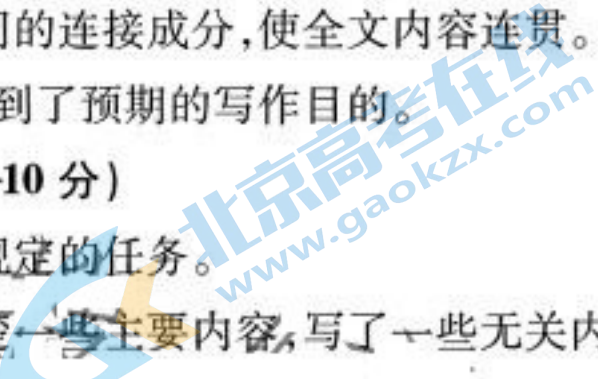 的连接成分,使全文内容连贯。
到了预期的写作目的。
10 分)
规定的任务。
一些主要内容,写了一些无关内
北京高考在线
www.gaokzx.com